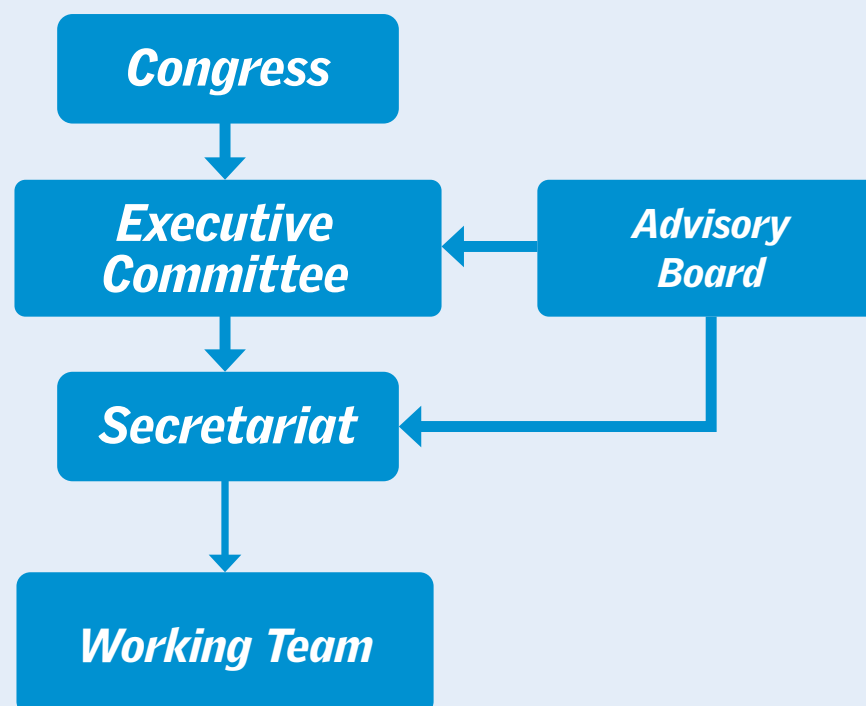 Congress
Executive
Committee
Advisory
Board
Secretariat
Working Team